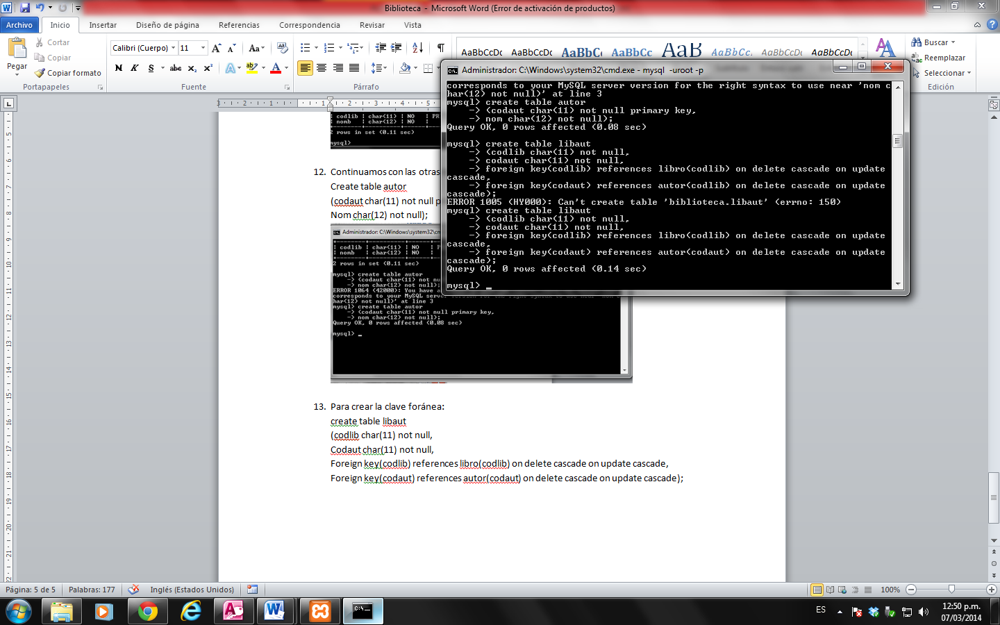 Biblioteca - Microsoft Word (Error de activación de productos)
Archivo
Inicio
Insertar
Diseño de página
Referencias
Correspondencia
Revisar
Vista
Pegar
Cortar
Copiar
Copiar formato
Portapapeles
Calibri (Cuerpo)
11
Fuente
Párrafo
AaBbCcDc
AaBbCcDc
AaBbC
AaBbCc
AaB
AaBbCc.
AaBbCcDc
AaBbCcDc
Buscar
Reemplazar
Seleccionar
Edición
Administrador: C:\Windows\system32\cmd.exe - mysql -uroot -p
corresponds to your MySQL server version for the right syntax to use near 'nom c
har(12) not null)' at line 3
mysql> create table autor
-> (codaut char(11) not null primary key,
-> nom char(12) not null);
Query OK, 0 rows affected (0.08 sec)
mysql> create table libaut
-> (codlib char(11) not null,
-> codaut char(11) not null,
-> foreign key(codlib) references libro(codlib) on delete cascade on update
cascade,
-> foreign key(codaut) references autor(codlib) on delete cascade on update
cascade);
ERROR 1005 (HY000): Can't create table 'biblioteca.libaut' (errno: 150)
mysql> create table libaut
-> (codlib char(11) not null,
-> codaut char(11) not null,
-> foreign key(codlib) references libro(codlib) on delete cascade on update
cascade,
-> foreign key(codaut) references autor(codaut) on delete cascade on update
cascade);
Query OK, 0 rows affected (0.14 sec)
mysql> _
| codlib | char(11) | NO | PR
| nomb | char(12) | NO |
2 rows in set (0.11 sec)
mysql>
12. Continuamos con las otras
Create table autor
(codaut char(11) not null p
Nom char(12) not null);
Administrador: C:\Windows\system32\cm
| codlib | char(11) | NO | P
| nomb | char(12) | NO |
2 rows in set (0.11 sec)
mysql> create table autor
-> (codaut char(11) not nu
-> nom char(12) not null);
ERROR 1064 (42000): You have a
corresponds to your MySQL server version for the right syntax to use near 'nom c
har(12) not null)' at line 3
mysql> create table autor
-> (codaut char(11) not null primary key,
-> nom char(12) not null);
Query OK, 0 rows affected (0.08 sec)
mysql> _
13. Para crear la clave foránea:
create table libaut
(codlib char(11) not null,
Codaut char(11) not null,
Foreign key(codlib) references libro(codlib) on delete cascade on update cascade,
Foreign key(codaut) references autor(codaut) on delete cascade on update cascade);
Página: 5 de 5
Palabras: 177
Inglés (Estados Unidos)
100%
ES
12:50 p.m.
07/03/2014